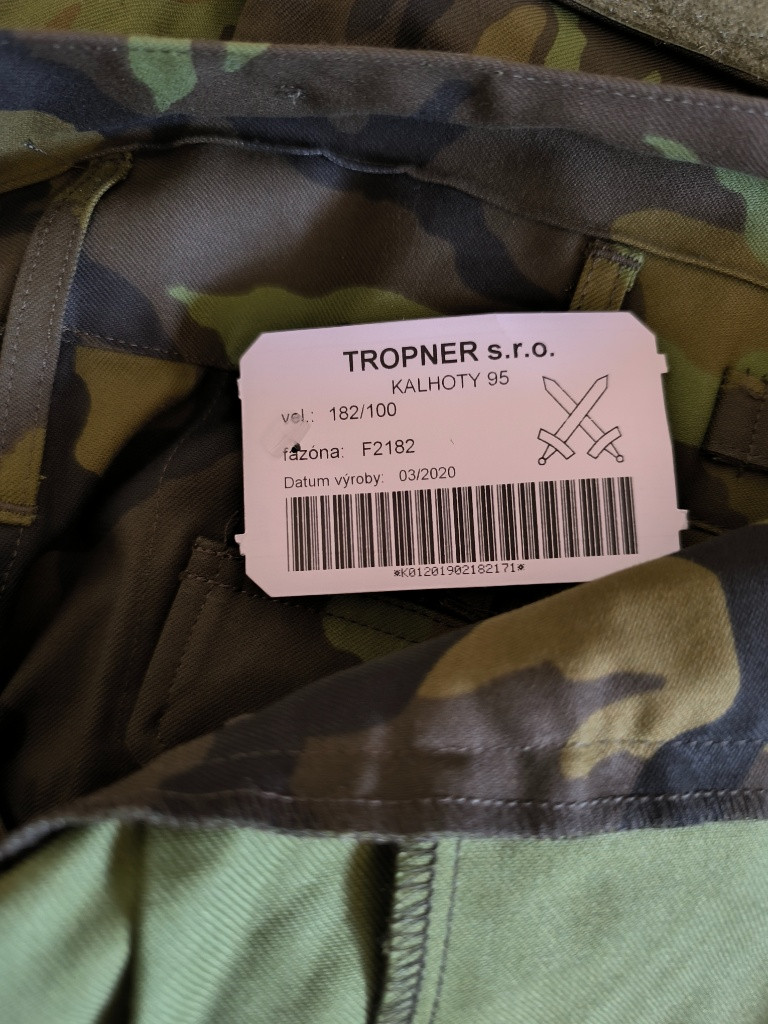 TROPNER s.r.o.
KALHOTY 95
vel.: 182/100
fazóna: F2182
Datum výroby: 03/2020
*K01201902182171*